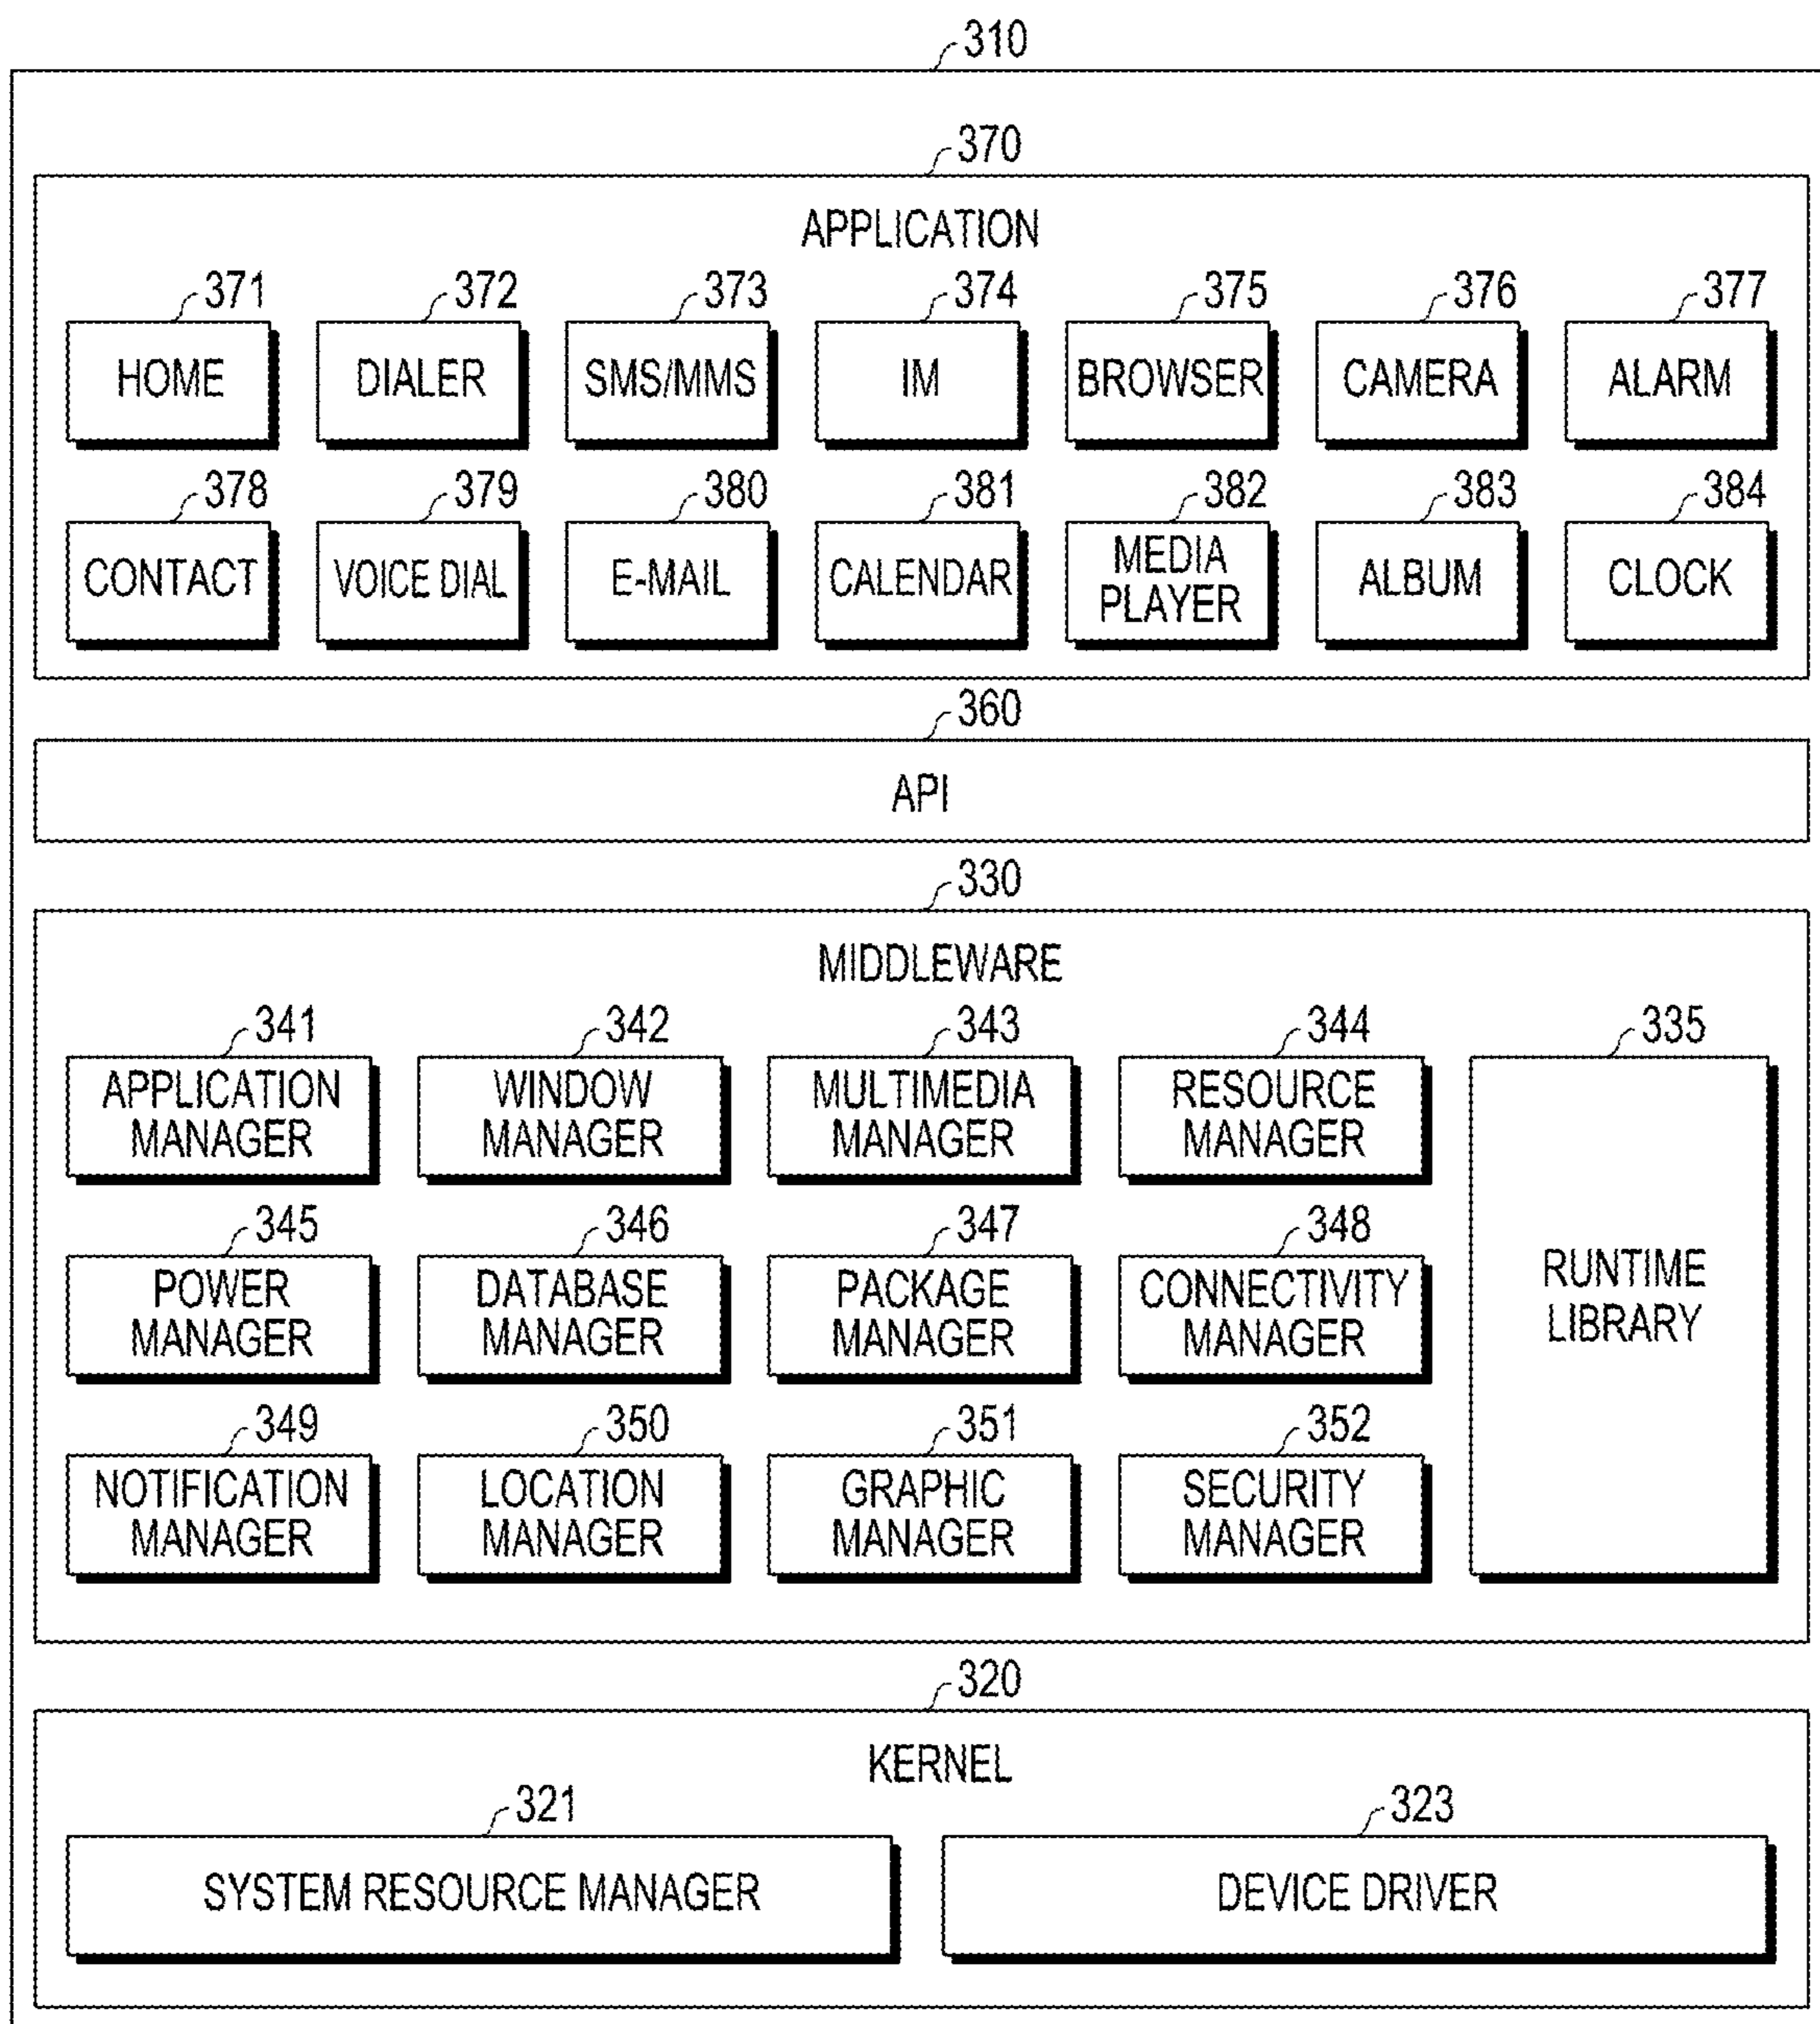 310
370
APPLICATION
371 372 373 374 375 376 377
HOME DIALER SMS/MMS IM BROWSER CAMERA ALARM
378 379 380 381 382 383 384
CONTACT VOICE DIAL E-MAIL CALENDAR MEDIA PLAYER ALBUM CLOCK
360
API
330
MIDDLEWARE
341 342 343 344 335
APPLICATION MANAGER WINDOW MANAGER MULTIMEDIA MANAGER RESOURCE MANAGER
345 346 347 348
POWER MANAGER DATABASE MANAGER PACKAGE MANAGER CONNECTIVITY MANAGER RUNTIME LIBRARY
349 350 351 352
NOTIFICATION MANAGER LOCATION MANAGER GRAPHIC MANAGER SECURITY MANAGER
320
KERNEL
321 323
SYSTEM RESOURCE MANAGER DEVICE DRIVER